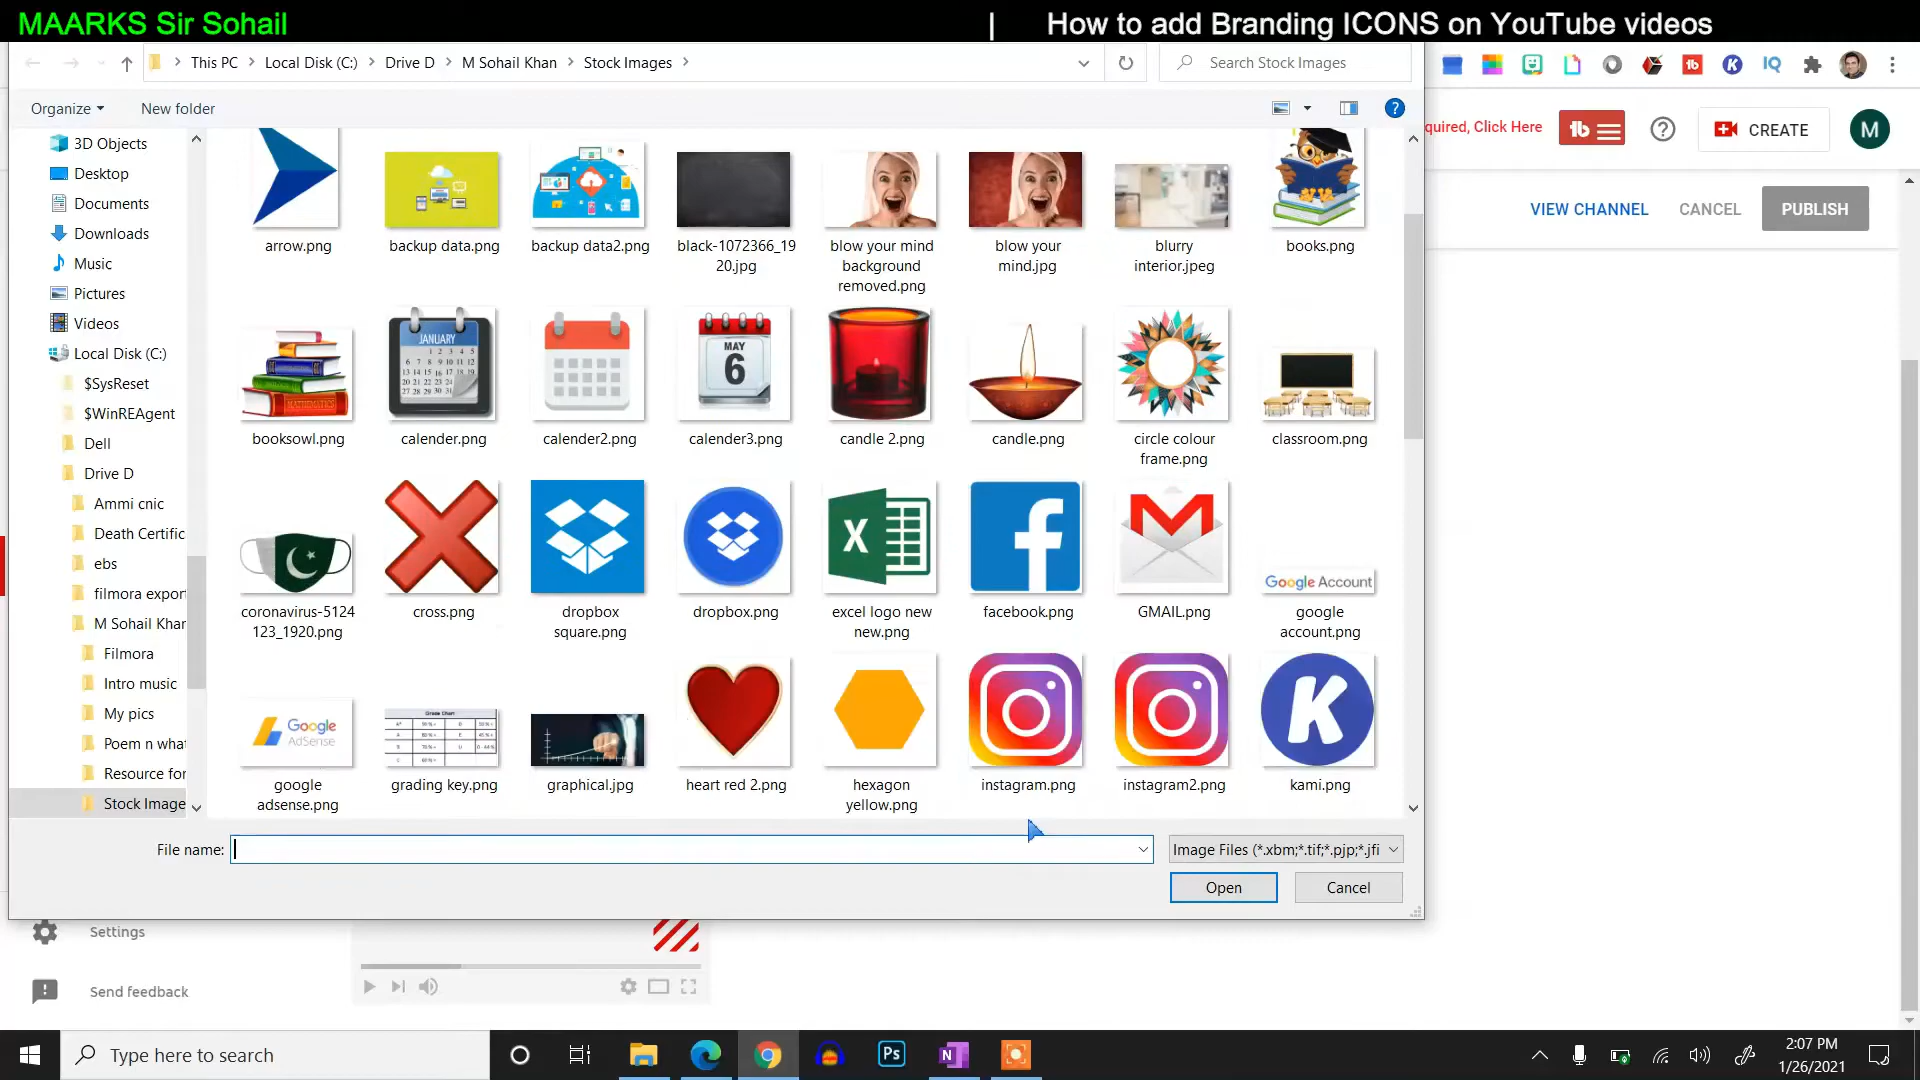 MAARKS Sir Sohail | How to add Branding ICONS on YouTube videos
This PC > Local Disk (C:) > Drive D > M Sohail Khan > Stock Images >
Search Stock Images
Organize
New folder
quired, Click Here
CREATE
M
VIEW CHANNEL
CANCEL
PUBLISH
3D Objects
Desktop
Documents
Downloads
Music
Pictures
Videos
Local Disk (C:)
$SysReset
$WinREAgent
Dell
Drive D
Ammi cnic
Death Certific
ebs
filmora export
M Sohail Khan
Filmora
Intro music
My pics
Poem n what
Resource for
Stock Image
arrow.png
backup data.png
backup data2.png
black-1072366_19
20.jpg
blow your mind
background
removed.png
blow your
mind.jpg
blurry
interior.jpeg
books.png
MATHEMATICS
JANUARY
MAY
6
booksowl.png
calender.png
calender2.png
calender3.png
candle 2.png
candle.png
circle colour
frame.png
classroom.png
Google Account
coronavirus-5124
123_1920.png
cross.png
dropbox
square.png
dropbox.png
excel logo new
new.png
facebook.png
GMAIL.png
google
account.png
Google
AdSense
Grade Chart
K
google
adsense.png
grading key.png
graphical.jpg
heart red 2.png
hexagon
yellow.png
instagram.png
instagram2.png
kami.png
File name:
Image Files (*.xbm;*.tif;*.pjp;*.jfi
Open
Cancel
Settings
Send feedback
Type here to search
Ps
N
2:07 PM
1/26/2021